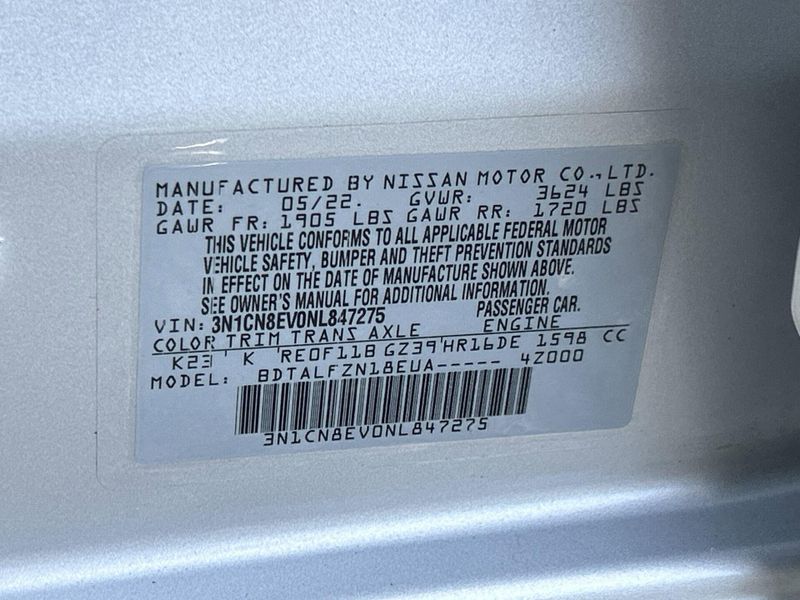 MANUFACTURED BY NISSAN MOTOR CO., LTD.
DATE: 05/22. GVWR: 3624 LBS
GAWR FR: 1905 LBS GAWR RR: 1720 LBS
THIS VEHICLE CONFORMS TO ALL APPLICABLE FEDERAL MOTOR
VEHICLE SAFETY, BUMPER AND THEFT PREVENTION STANDARDS
IN EFFECT ON THE DATE OF MANUFACTURE SHOWN ABOVE.
SEE OWNER'S MANUAL FOR ADDITIONAL INFORMATION.
VIN: 3N1CN8EV0NL847275 PASSENGER CAR.
COLOR TRIM TRANS AXLE ENGINE
K23 K RE0F11B GZ39 HR16DE 1598 CC
MODEL: BDTALFZN18EUA----- 4Z000
3N1CN8EV0NL847275